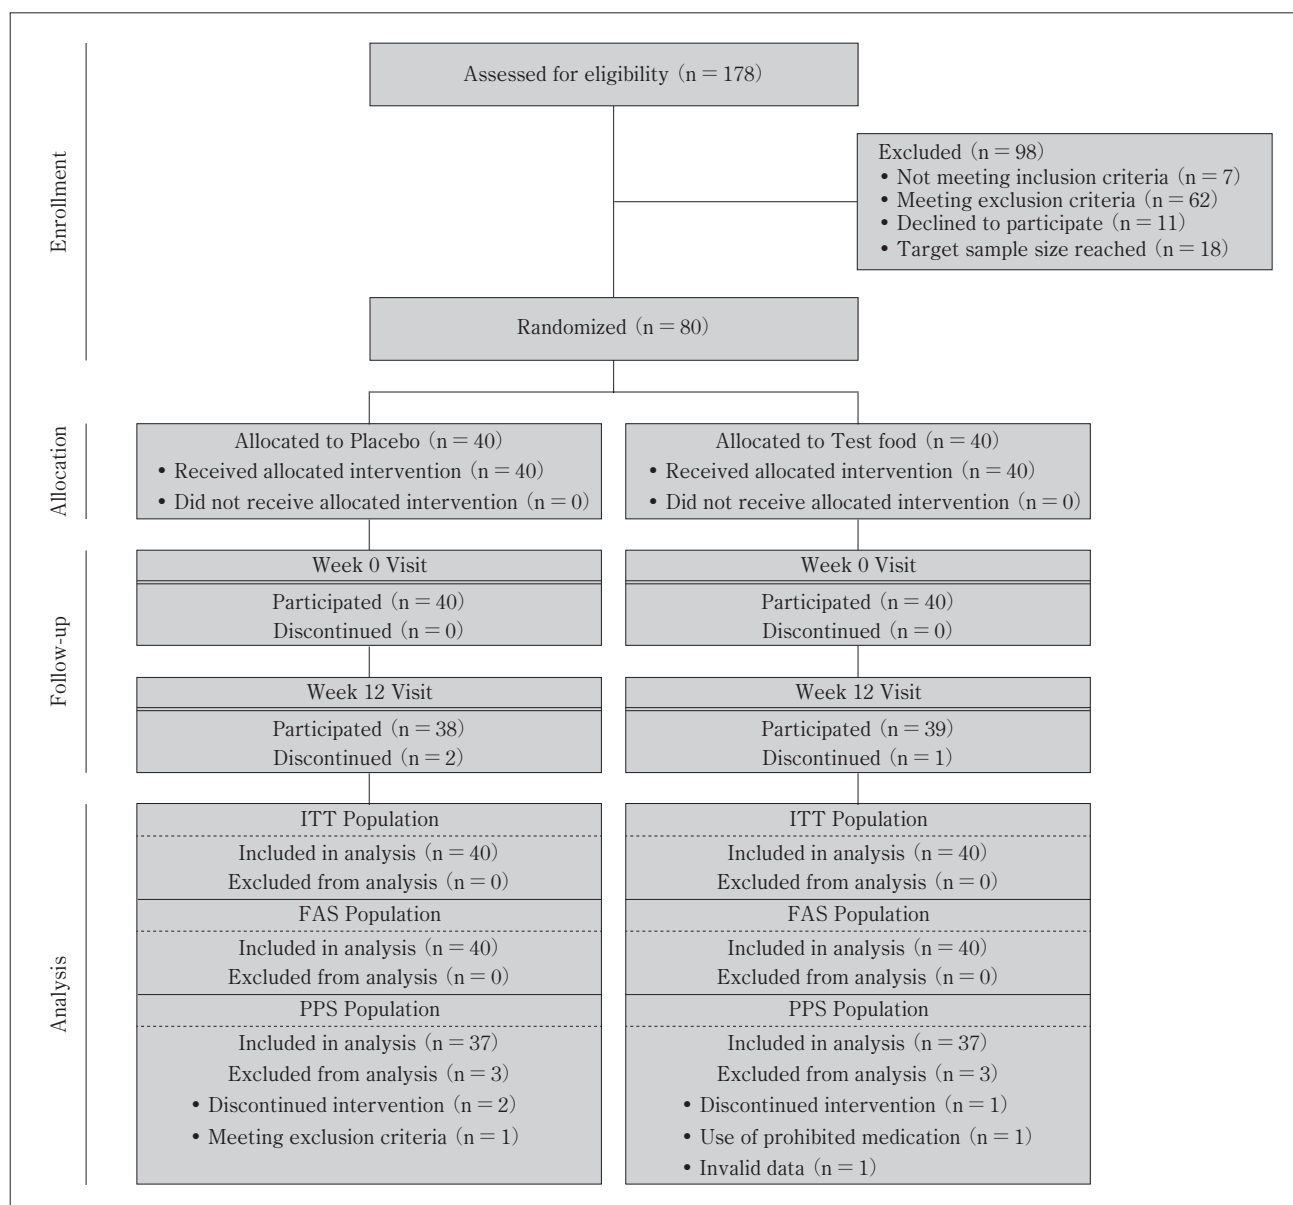 Enrollment
Assessed for eligibility (n = 178)
Excluded (n = 98)
• Not meeting inclusion criteria (n = 7)
• Meeting exclusion criteria (n = 62)
• Declined to participate (n = 11)
• Target sample size reached (n = 18)
Randomized (n = 80)
Allocation
Allocated to Placebo (n = 40)
• Received allocated intervention (n = 40)
• Did not receive allocated intervention (n = 0)
Allocated to Test food (n = 40)
• Received allocated intervention (n = 40)
• Did not receive allocated intervention (n = 0)
Follow-up
Week 0 Visit
Participated (n = 40)
Discontinued (n = 0)
Week 0 Visit
Participated (n = 40)
Discontinued (n = 0)
Week 12 Visit
Participated (n = 38)
Discontinued (n = 2)
Week 12 Visit
Participated (n = 39)
Discontinued (n = 1)
Analysis
ITT Population
Included in analysis (n = 40)
Excluded from analysis (n = 0)
FAS Population
Included in analysis (n = 40)
Excluded from analysis (n = 0)
PPS Population
Included in analysis (n = 37)
Excluded from analysis (n = 3)
• Discontinued intervention (n = 2)
• Meeting exclusion criteria (n = 1)
ITT Population
Included in analysis (n = 40)
Excluded from analysis (n = 0)
FAS Population
Included in analysis (n = 40)
Excluded from analysis (n = 0)
PPS Population
Included in analysis (n = 37)
Excluded from analysis (n = 3)
• Discontinued intervention (n = 1)
• Use of prohibited medication (n = 1)
• Invalid data (n = 1)